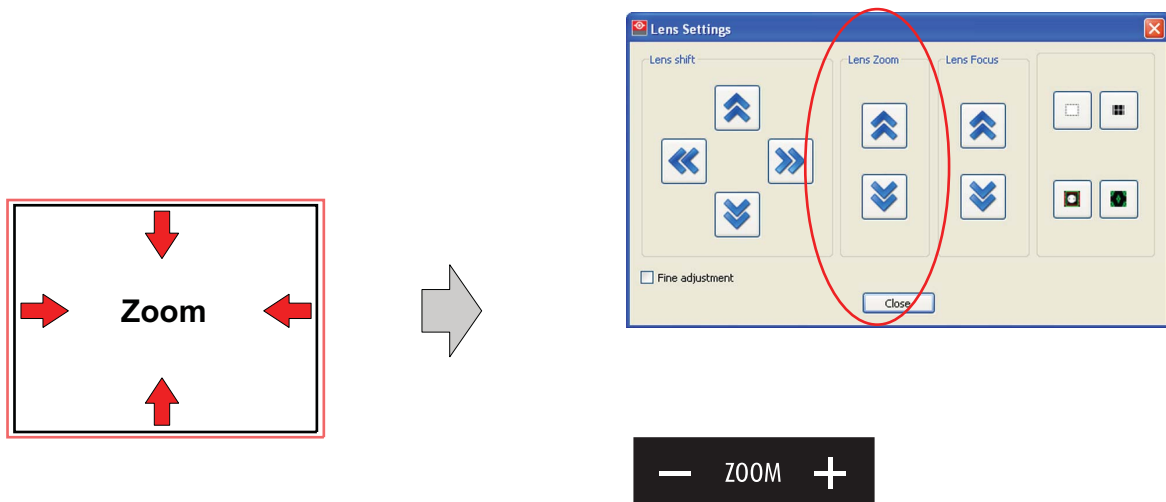 Lens Settings
Lens shift
Lens Zoom
Lens Focus
Zoom
Fine adjustment
Close
ZOOM